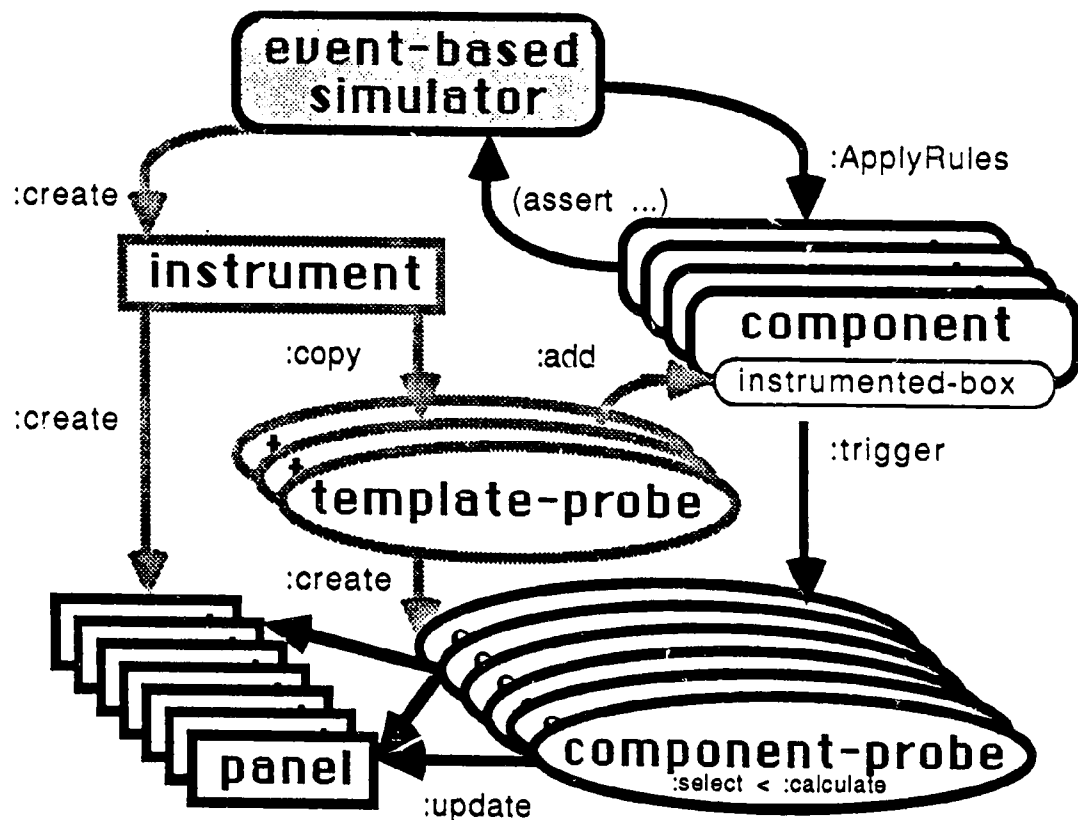 event-based
simulator
:ApplyRules
:create
(assert ...)
instrument
component
:copy
:add
instrumented-box
:create
:trigger
template-probe
:create
component-probe
panel
:select < :calculate
:update